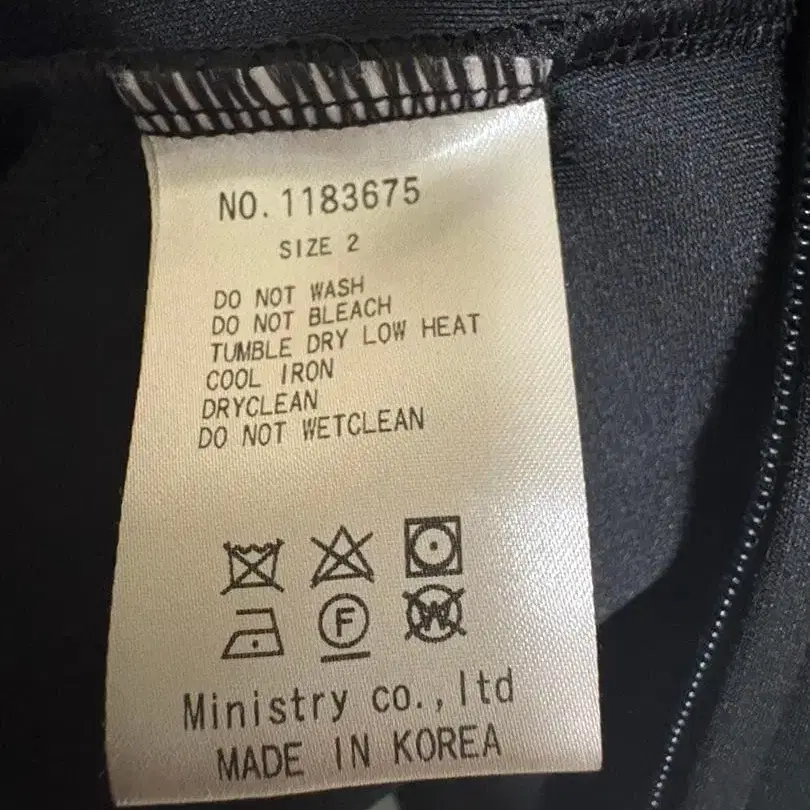 NO. 1183675
SIZE 2
DO NOT WASH
DO NOT BLEACH
TUMBLE DRY LOW HEAT
COOL IRON
DRYCLEAN
DO NOT WETCLEAN
F W
Ministry co., ltd
MADE IN KOREA